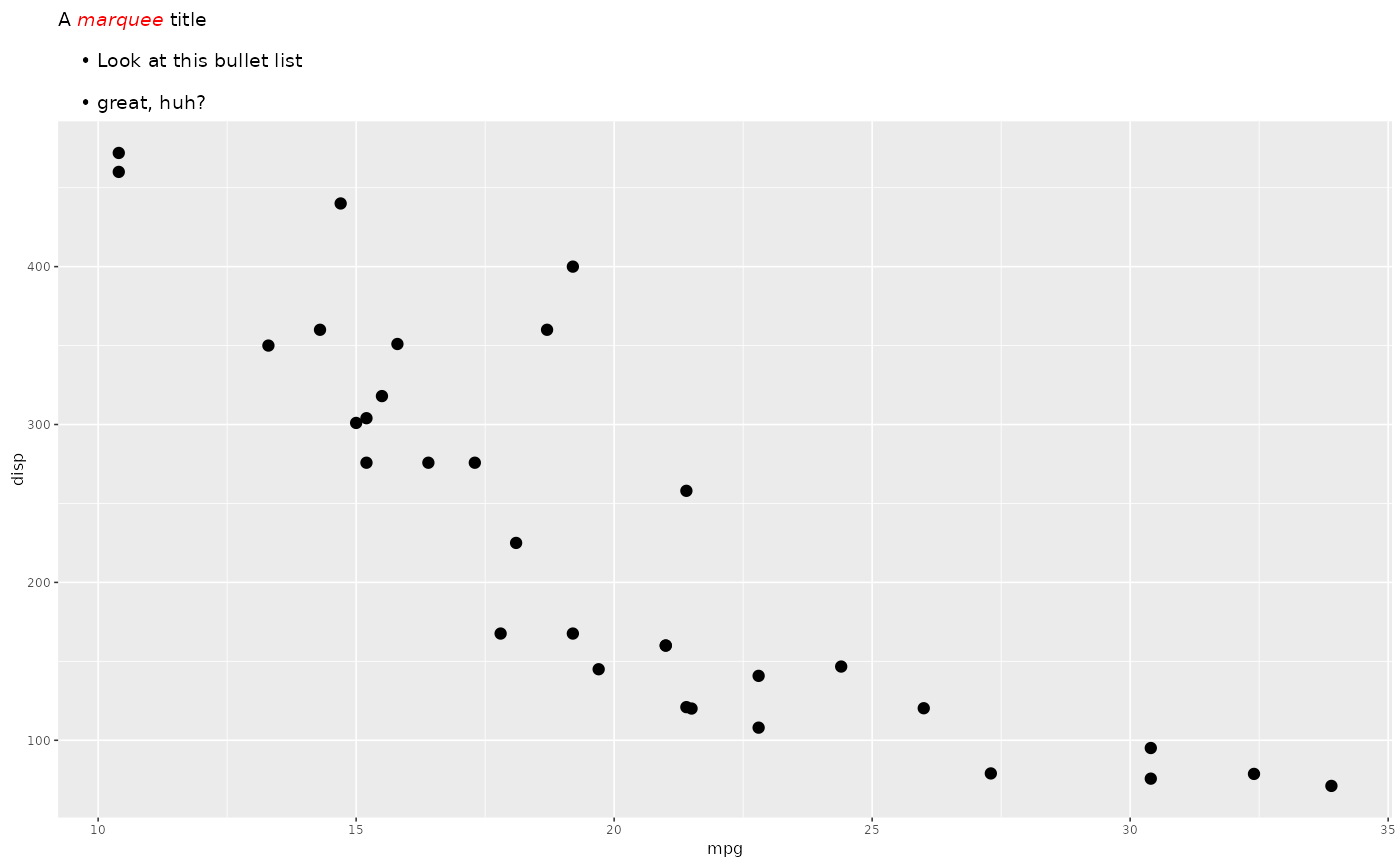 A marquee title
• Look at this bullet list
• great, huh?
400
300
200
100
disp
10 15 20 25 30 35
mpg